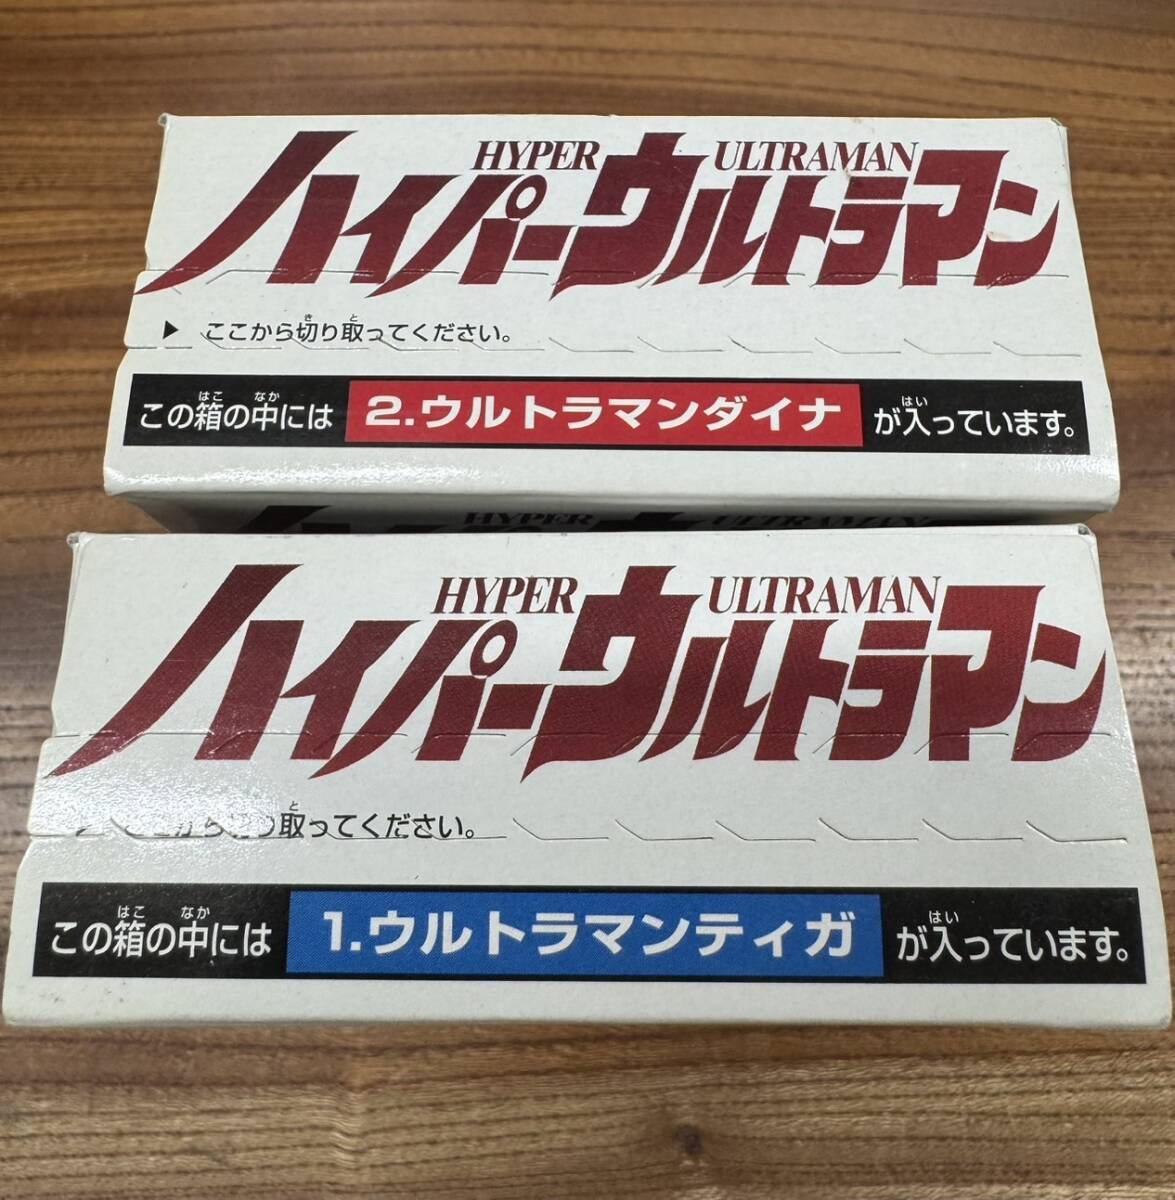 HYPER ULTRAMAN
ハイパーウルトラマン
▶ ここから切り取ってください。
この箱の中には 2.ウルトラマンダイナ が入っています。
HYPER ULTRAMAN
HYPER ULTRAMAN
ハイパーウルトラマン
取ってください。
この箱の中には 1.ウルトラマンティガ が入っています。